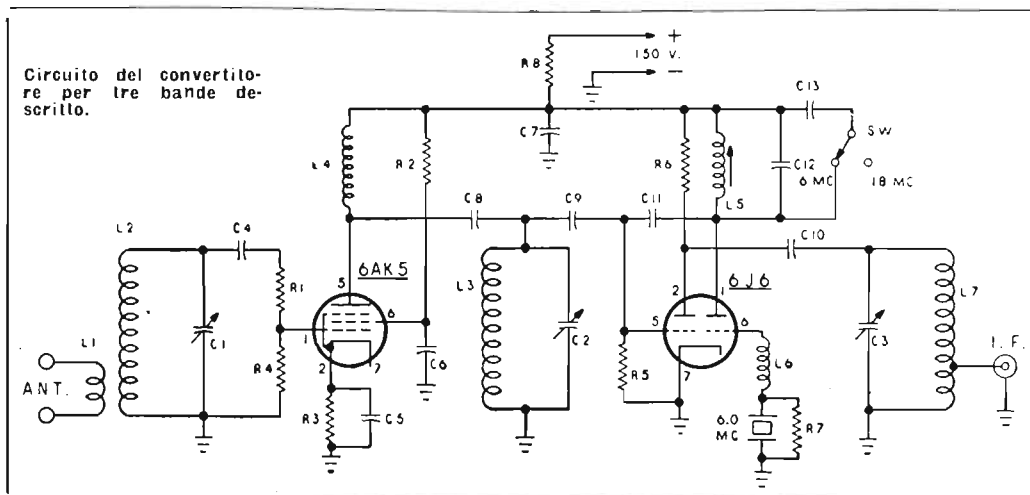 Circuito del convertito-
re per tre bande de-
scritto.
R8
+
150 V.
−
C13
SW
C7
L4
R2
R6
L5
C12
6 MC
18 MC
L2
C4
C8
C9
C11
C10
R1
5
6AK5
6
1
2
7
L1
ANT.
C1
R4
C6
R3
C5
L3
C2
2
1
6J6
5
6
7
R5
L6
6.0
MC
R7
C3
L7
I.F.